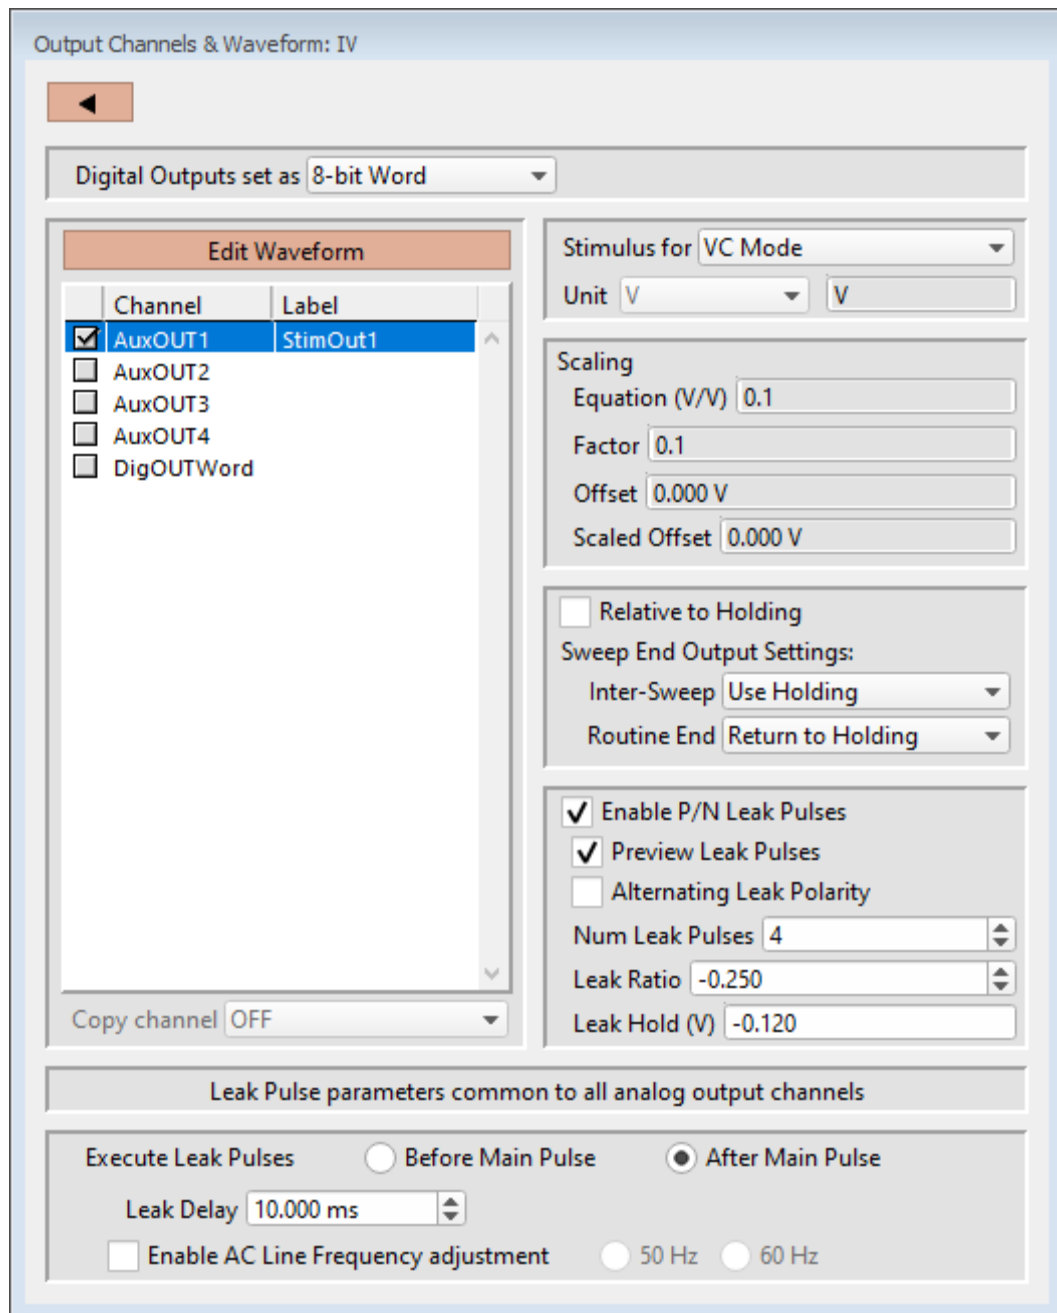 Output Channels & Waveform: IV
Digital Outputs set as 8-bit Word
Edit Waveform
Channel Label
AuxOUT1 StimOut1
AuxOUT2
AuxOUT3
AuxOUT4
DigOUTWord
Copy channel OFF
Stimulus for VC Mode
Unit V V
Scaling
Equation (V/V) 0.1
Factor 0.1
Offset 0.000 V
Scaled Offset 0.000 V
Relative to Holding
Sweep End Output Settings:
Inter-Sweep Use Holding
Routine End Return to Holding
Enable P/N Leak Pulses
Preview Leak Pulses
Alternating Leak Polarity
Num Leak Pulses 4
Leak Ratio -0.250
Leak Hold (V) -0.120
Leak Pulse parameters common to all analog output channels
Execute Leak Pulses Before Main Pulse After Main Pulse
Leak Delay 10.000 ms
Enable AC Line Frequency adjustment 50 Hz 60 Hz